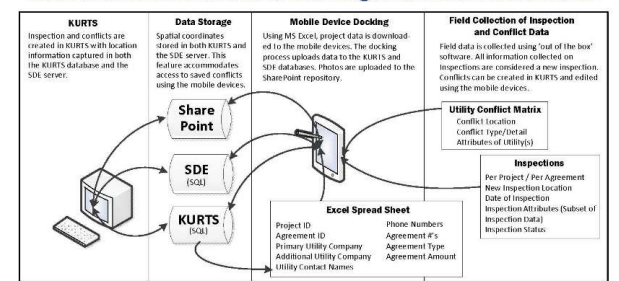 KURTS
Inspection and conflicts are
created in KURTS with location
information captured in both
the KURTS database and the
SDE server.
Data Storage
Spatial coordinates
stored in both KURTS and
the SDE server. This
feature accommodates
access to saved conflicts
using the mobile devices.
Mobile Device Docking
Using MS Excel, project data is download-
ed to the mobile devices. The docking
process uploads data to the KURTS and
SDE databases. Photos are uploaded to the
SharePoint repository.
Field Collection of Inspection
and Conflict Data
Field data is collected using 'out of the box'
software. All information collected on
Inspections are considered a new inspection.
Conflicts can be created in KURTS and edited
using the mobile devices.
Share
Point
SDE
(SQL)
KURTS
(SQL)
Utility Conflict Matrix
Conflict Location
Conflict Type/Detail
Attributes of Utility(s)
Inspections
Per Project / Per Agreement
New Inspection Location
Date of Inspection
Inspection Attributes (Subset of
Inspection Data)
Inspection Status
Excel Spread Sheet
Project ID
Agreement ID
Primary Utility Company
Additional Utility Company
Utility Contact Names
Phone Numbers
Agreement #'s
Agreement Type
Agreement Amount